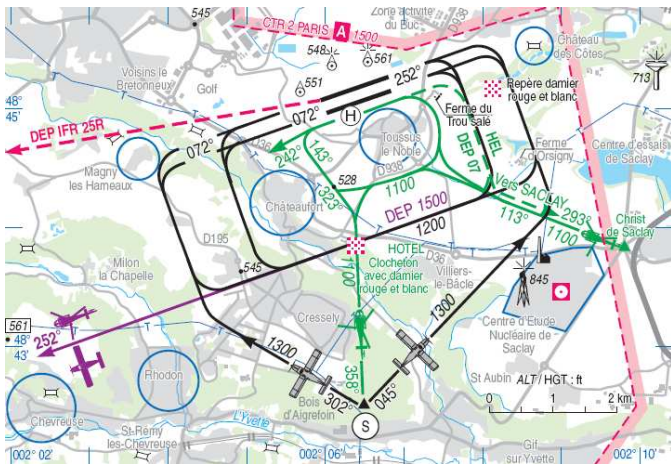 545
Zone activité
du Buc
CTR 2 PARIS A 1500
Château
des Côtes
Voisins le
Bretonneux
548
561
Golf
551
252°
072°
713
48°
45'
DEP IFR 25R
Repère damier
rouge et blanc
H
Ferme du
Trou salé
072°
D36
242°
143°
Toussus
le Noble
HEL
DEP 07
Ferme
d'Orsigny
Centre d'essais
de Saclay
Magny
les Hameaux
D938
528
323°
1100
Vers SACLAY
293°
Châteaufort
DEP 1500
113°
1100
Christ
de Saclay
D195
1200
HOTEL
Clocheton
avec damier
rouge et blanc
1100
D36
Villiers-
le-Bâcle
545
Milon
la Chapelle
845
Cressely
1300
Centre d'Etude
Nucléaire de
Saclay
561
48°
43'
252°
1300
358°
Rhodon
St Aubin
ALT / HGT : ft
Bois
d'Aigrefoin
302°
045°
0 1 2 km
Chevreuse
St-Rémy
-lès-Chevreuse
L'Yvette
S
Gif
sur Yvette
002° 02'
002° 06'
002° 10'